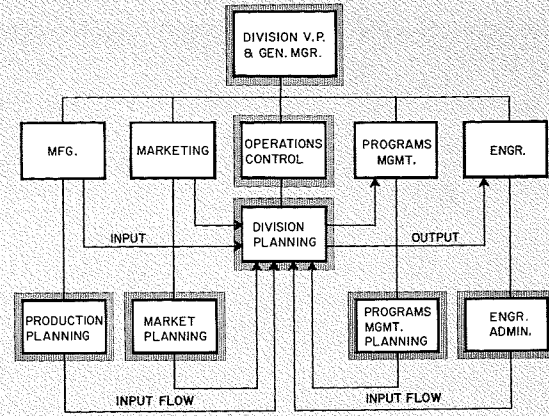 DIVISION V.P.
& GEN. MGR.
MFG.
MARKETING
OPERATIONS
CONTROL
PROGRAMS
MGMT.
ENGR.
INPUT
DIVISION
PLANNING
OUTPUT
PRODUCTION
PLANNING
MARKET
PLANNING
PROGRAMS
MGMT.
PLANNING
ENGR.
ADMIN.
INPUT FLOW
INPUT FLOW